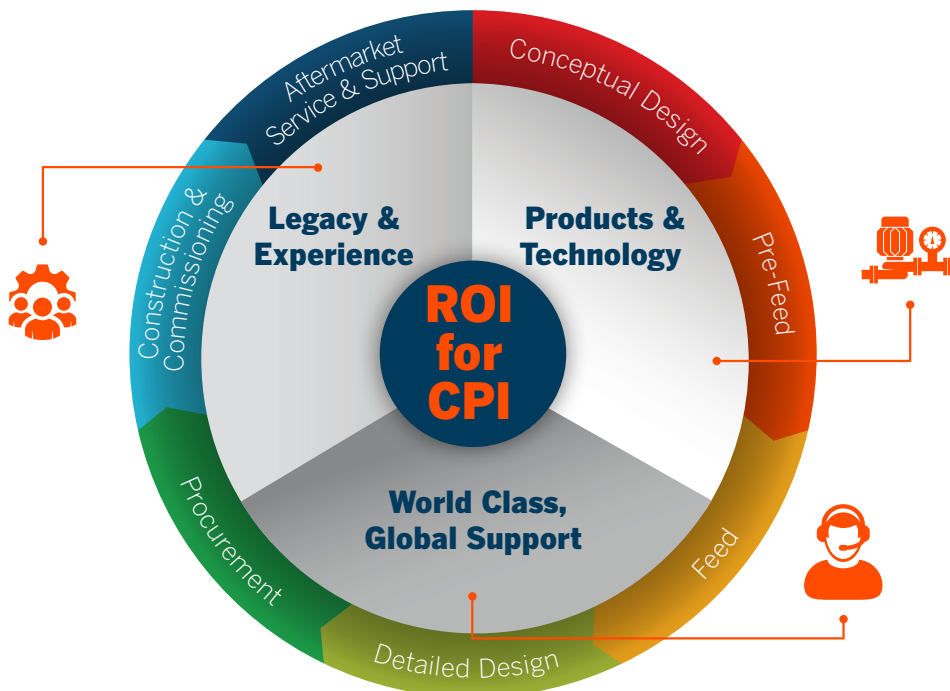 Aftermarket
Service & Support
Conceptual Design
Pre-Feed
Feed
Detailed Design
Procurement
Construction &
Commissioning
Legacy &
Experience
Products &
Technology
World Class,
Global Support
ROI
for
CPI